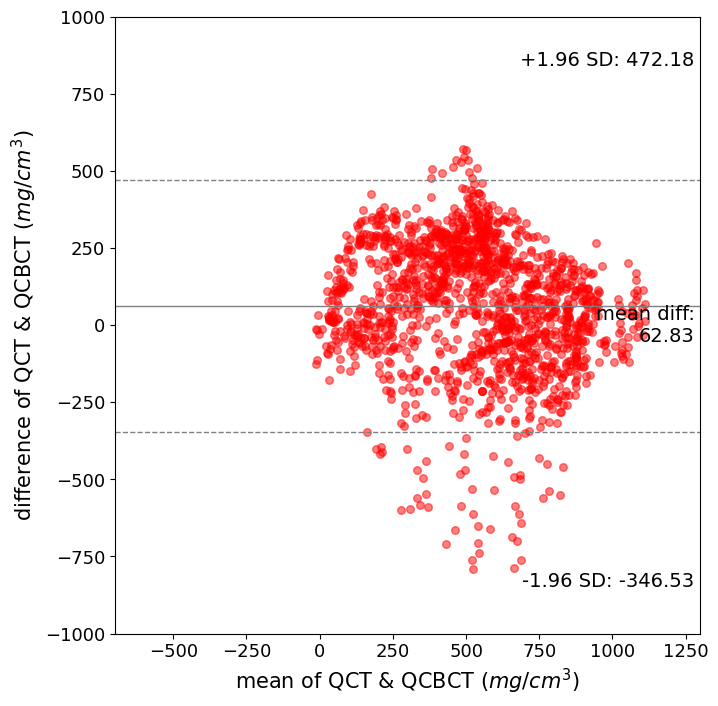 1000
750
500
250
0
−250
−500
−750
−1000
difference of QCT & QCBCT (mg/cm³)
+1.96 SD: 472.18
mean diff:
62.83
-1.96 SD: -346.53
−500 −250 0 250 500 750 1000 1250
mean of QCT & QCBCT (mg/cm³)